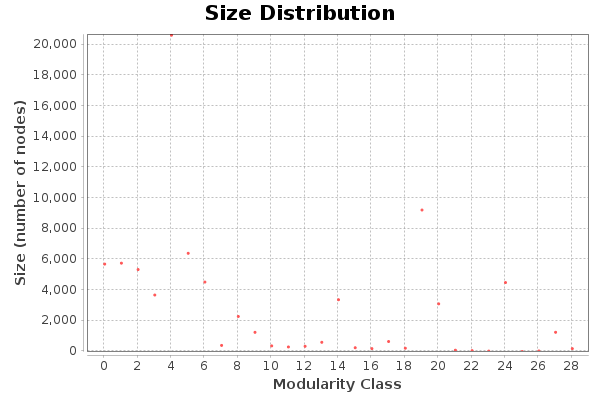 Size Distribution
20,000
18,000
16,000
14,000
12,000
10,000
8,000
6,000
4,000
2,000
0
Size (number of nodes)
0 2 4 6 8 10 12 14 16 18 20 22 24 26 28
Modularity Class